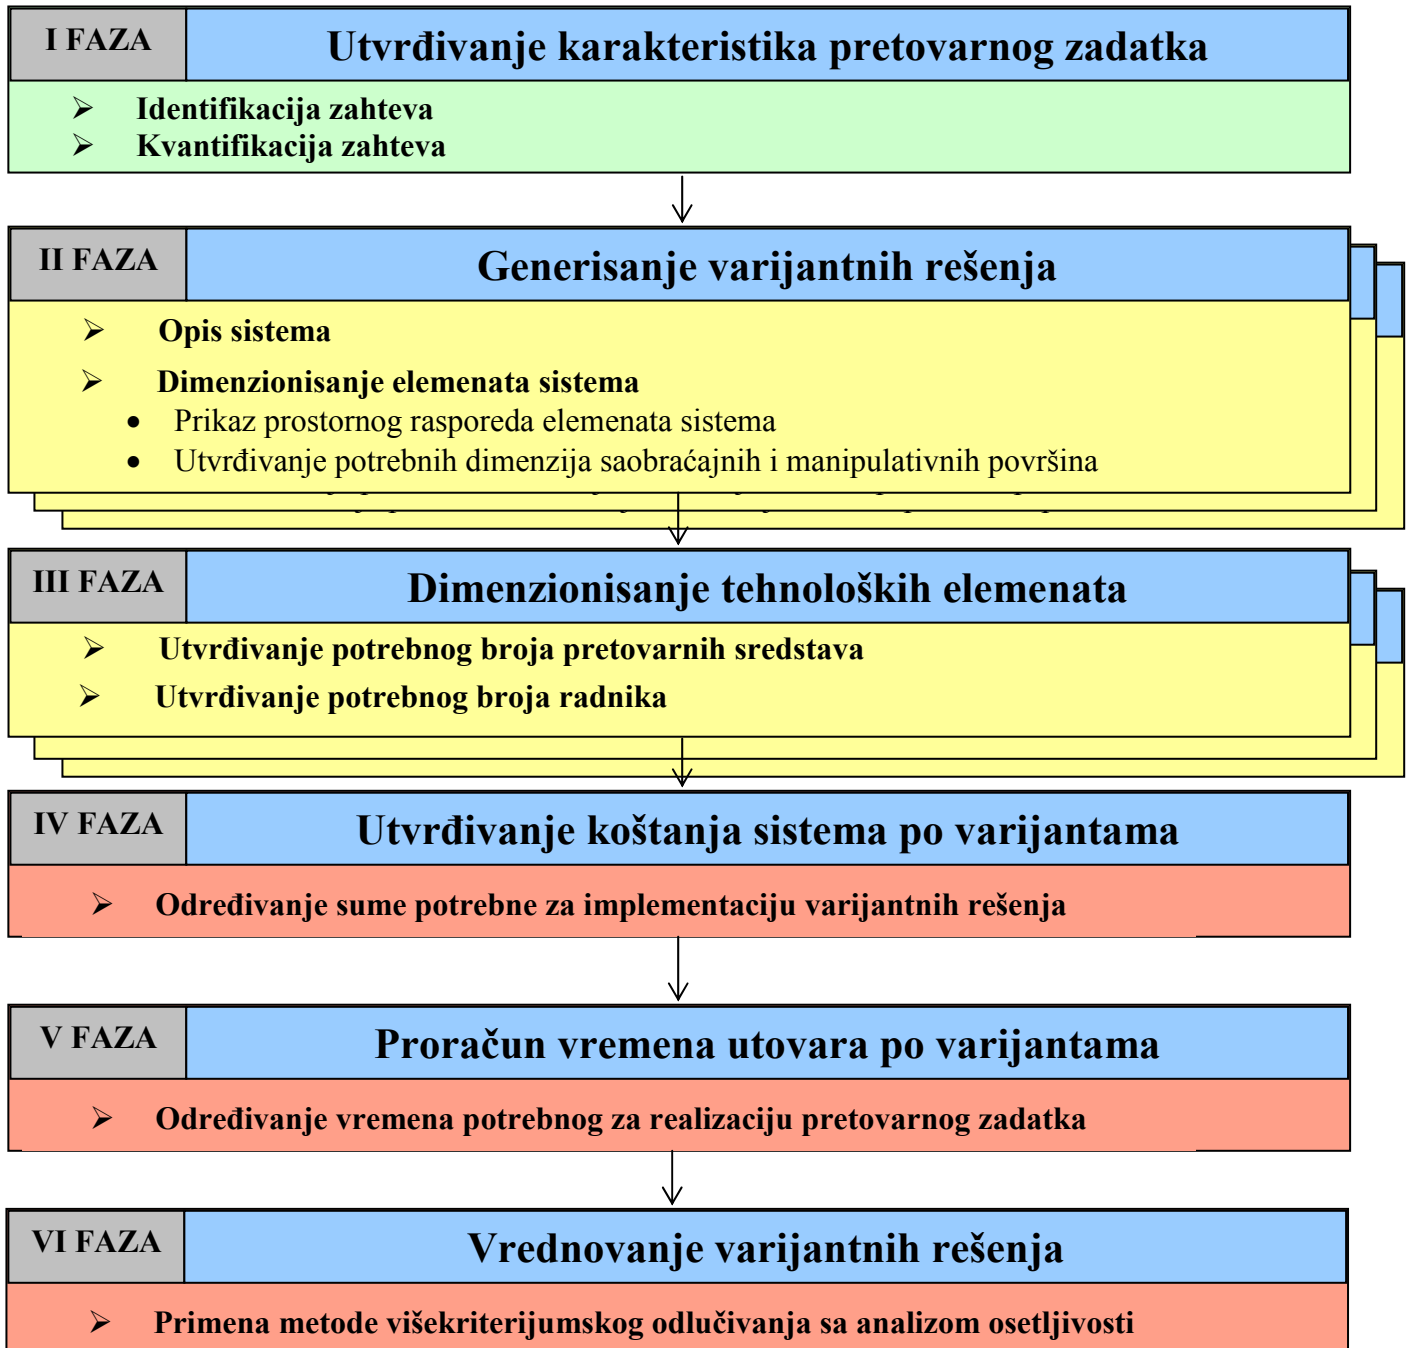 I FAZA
Utvrđivanje karakteristika pretovarnog zadatka
➢ Identifikacija zahteva
➢ Kvantifikacija zahteva
II FAZA
Generisanje varijantnih rešenja
➢ Opis sistema
➢ Dimenzionisanje elemenata sistema
• Prikaz prostornog rasporeda elemenata sistema
• Utvrđivanje potrebnih dimenzija saobraćajnih i manipulativnih površina
III FAZA
Dimenzionisanje tehnoloških elemenata
➢ Utvrđivanje potrebnog broja pretovarnih sredstava
➢ Utvrđivanje potrebnog broja radnika
IV FAZA
Utvrđivanje koštanja sistema po varijantama
➢ Određivanje sume potrebne za implementaciju varijantnih rešenja
V FAZA
Proračun vremena utovara po varijantama
➢ Određivanje vremena potrebnog za realizaciju pretovarnog zadatka
VI FAZA
Vrednovanje varijantnih rešenja
➢ Primena metode višekriterijumskog odlučivanja sa analizom osetljivosti